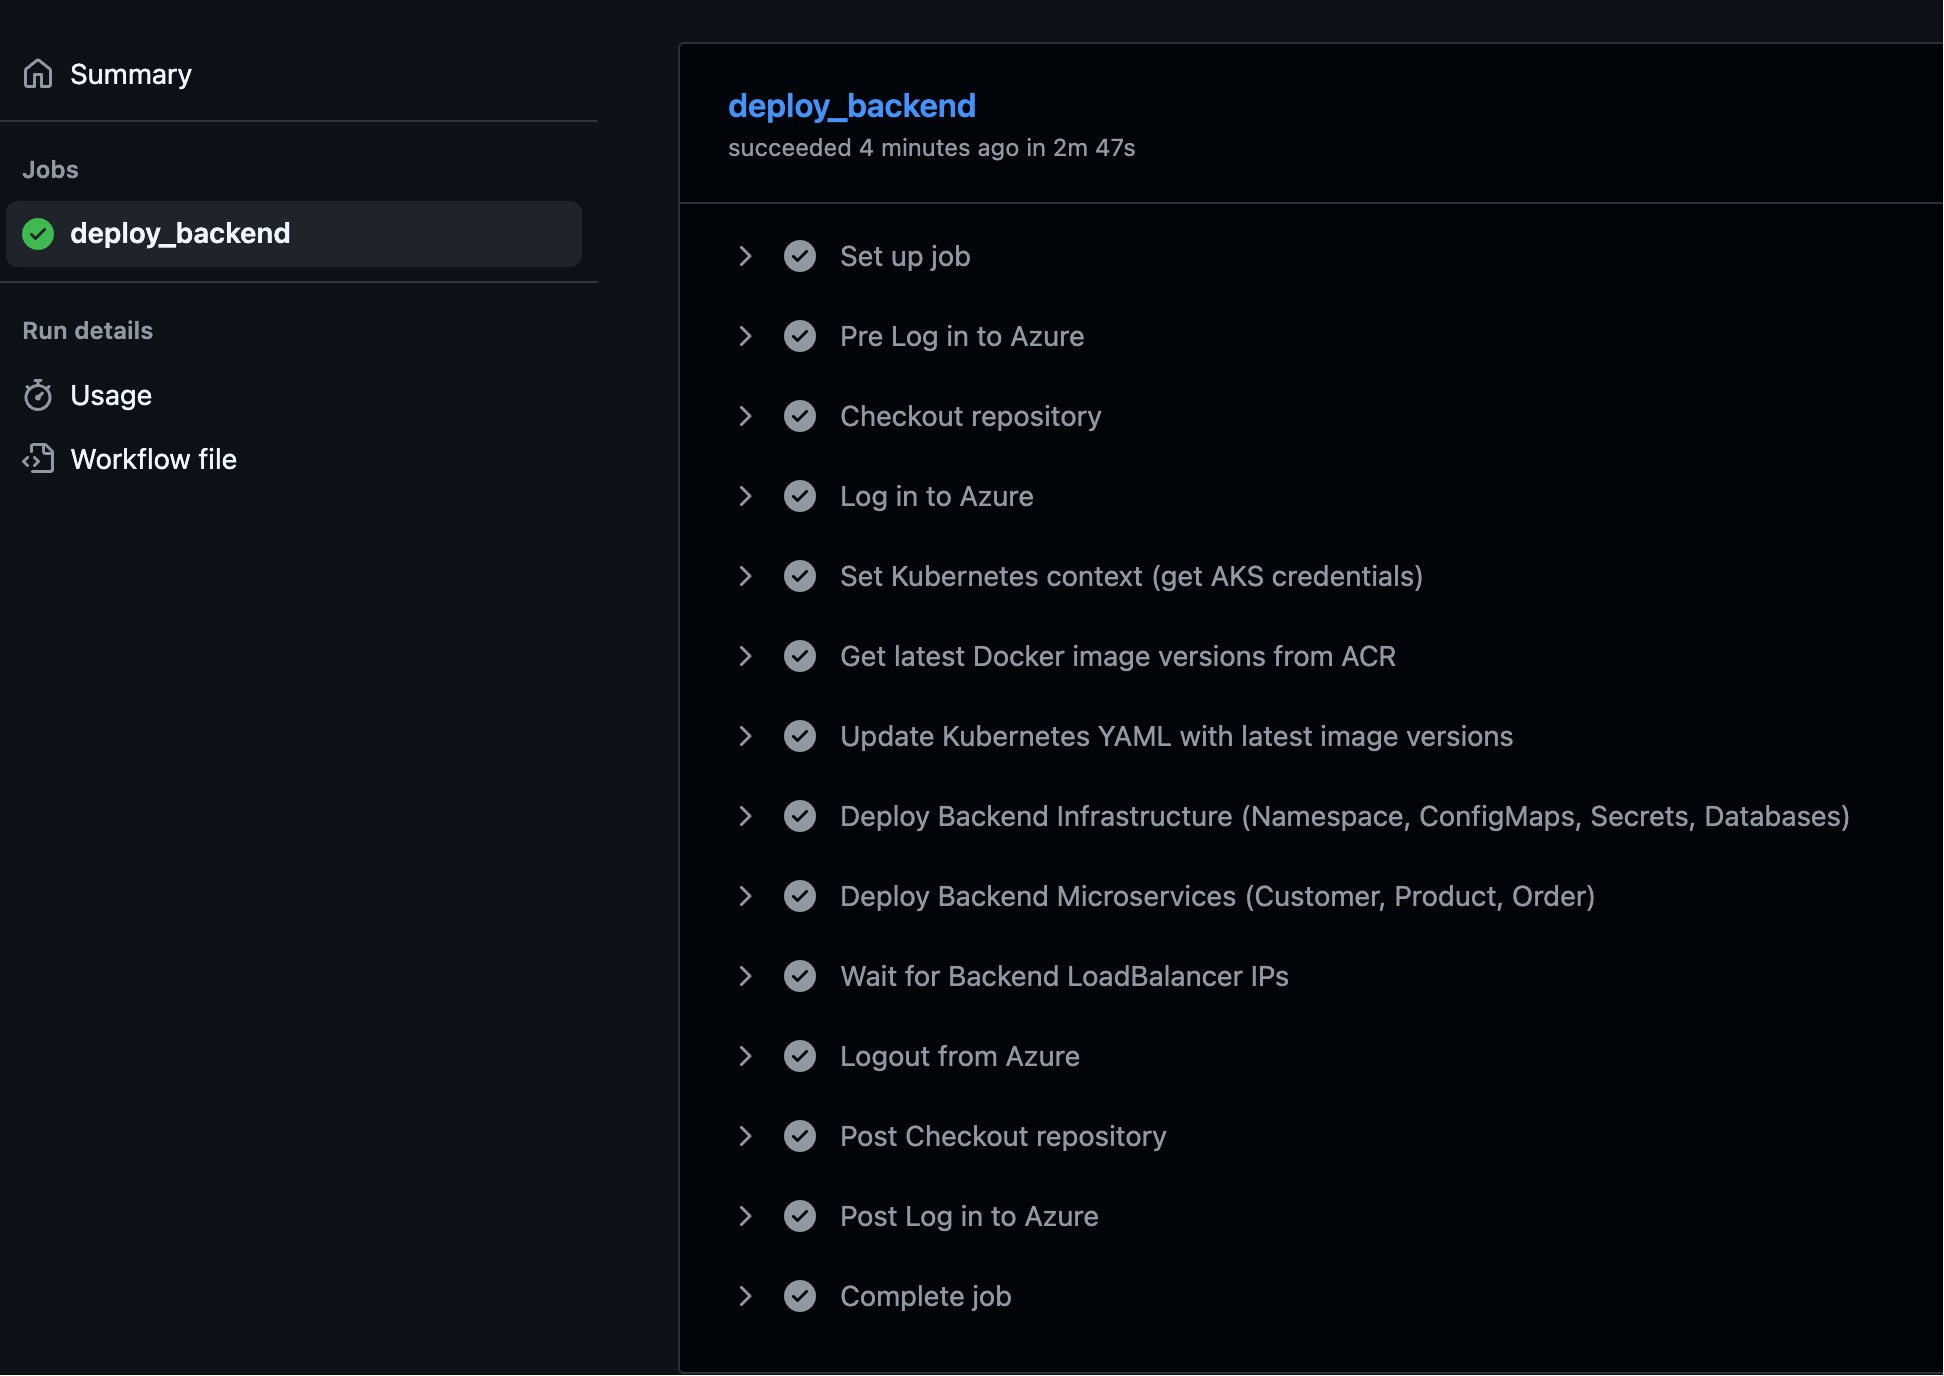 Summary
Jobs
deploy_backend
Run details
Usage
Workflow file
deploy_backend
succeeded 4 minutes ago in 2m 47s
Set up job
Pre Log in to Azure
Checkout repository
Log in to Azure
Set Kubernetes context (get AKS credentials)
Get latest Docker image versions from ACR
Update Kubernetes YAML with latest image versions
Deploy Backend Infrastructure (Namespace, ConfigMaps, Secrets, Databases)
Deploy Backend Microservices (Customer, Product, Order)
Wait for Backend LoadBalancer IPs
Logout from Azure
Post Checkout repository
Post Log in to Azure
Complete job